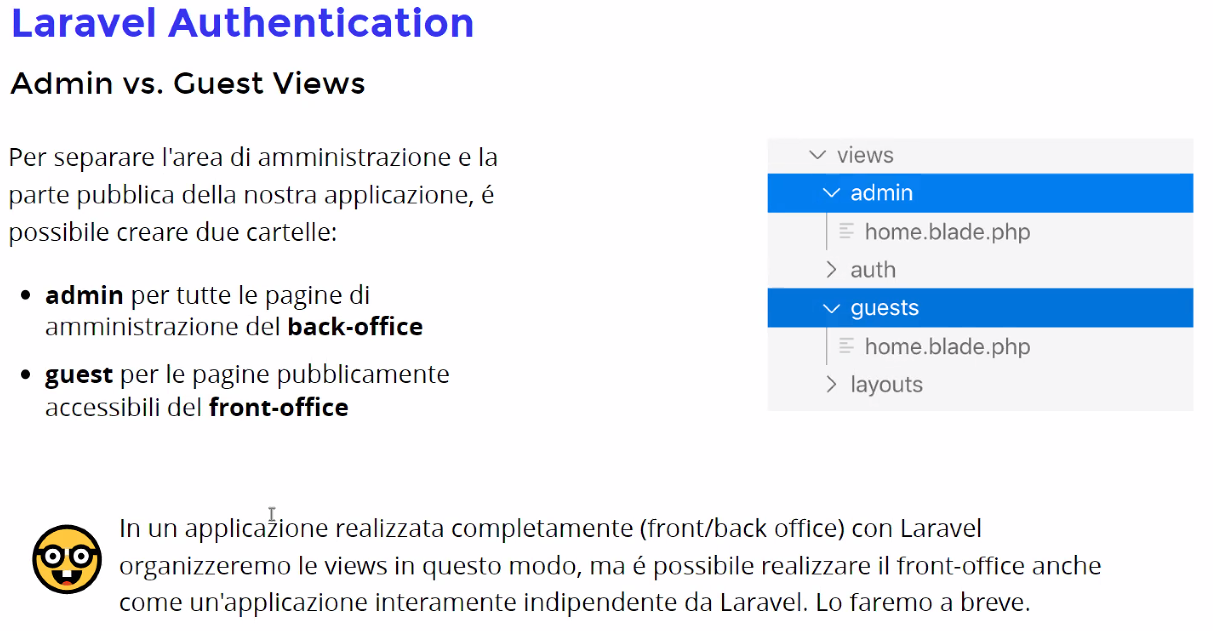 Laravel Authentication
Admin vs. Guest Views
Per separare l'area di amministrazione e la
parte pubblica della nostra applicazione, é
possibile creare due cartelle:
• admin per tutte le pagine di
amministrazione del back-office
• guest per le pagine pubblicamente
accessibili del front-office
views
admin
home.blade.php
auth
guests
home.blade.php
layouts
In un applicazione realizzata completamente (front/back office) con Laravel
organizzeremo le views in questo modo, ma é possibile realizzare il front-office anche
come un'applicazione interamente indipendente da Laravel. Lo faremo a breve.